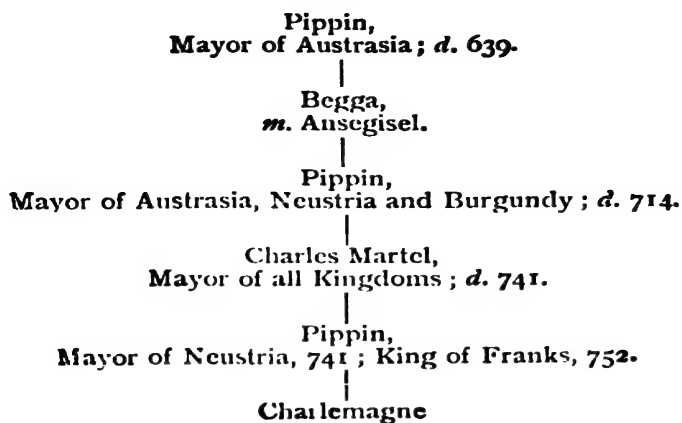 Pippin,
Mayor of Austrasia; d. 639.
Begga,
m. Ansegisel.
Pippin,
Mayor of Austrasia, Neustria and Burgundy; d. 714.
Charles Martel,
Mayor of all Kingdoms; d. 741.
Pippin,
Mayor of Neustria, 741; King of Franks, 752.
Charlemagne